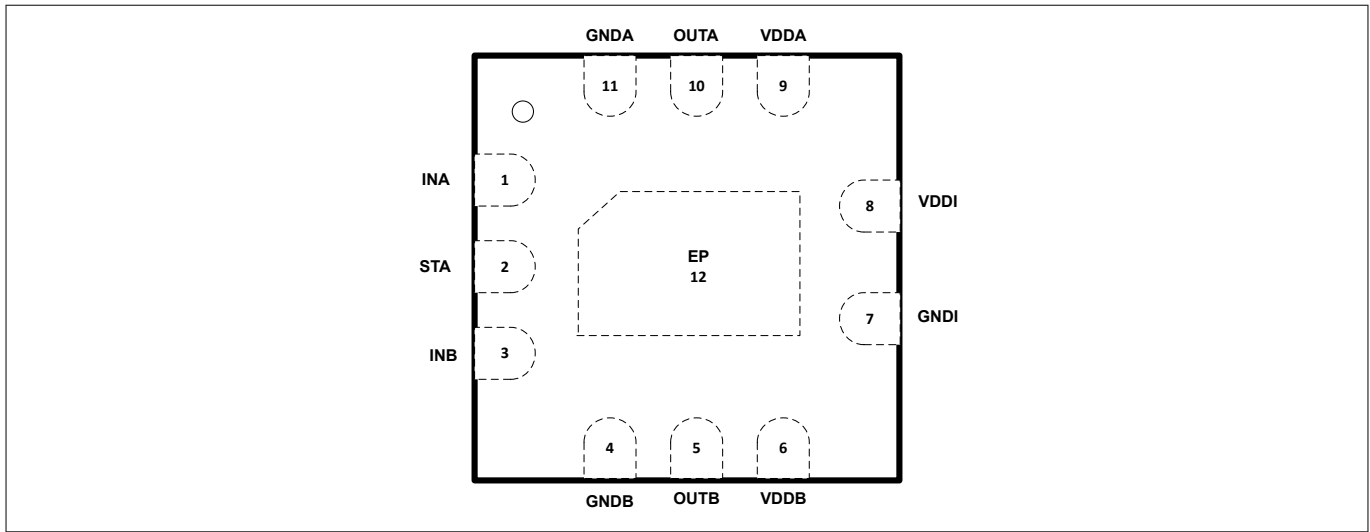 GNDA OUTA VDDA
11 10 9
INA 1
8 VDDI
STA 2
EP
12
7 GNDI
INB 3
4 5 6
GNDB OUTB VDDB